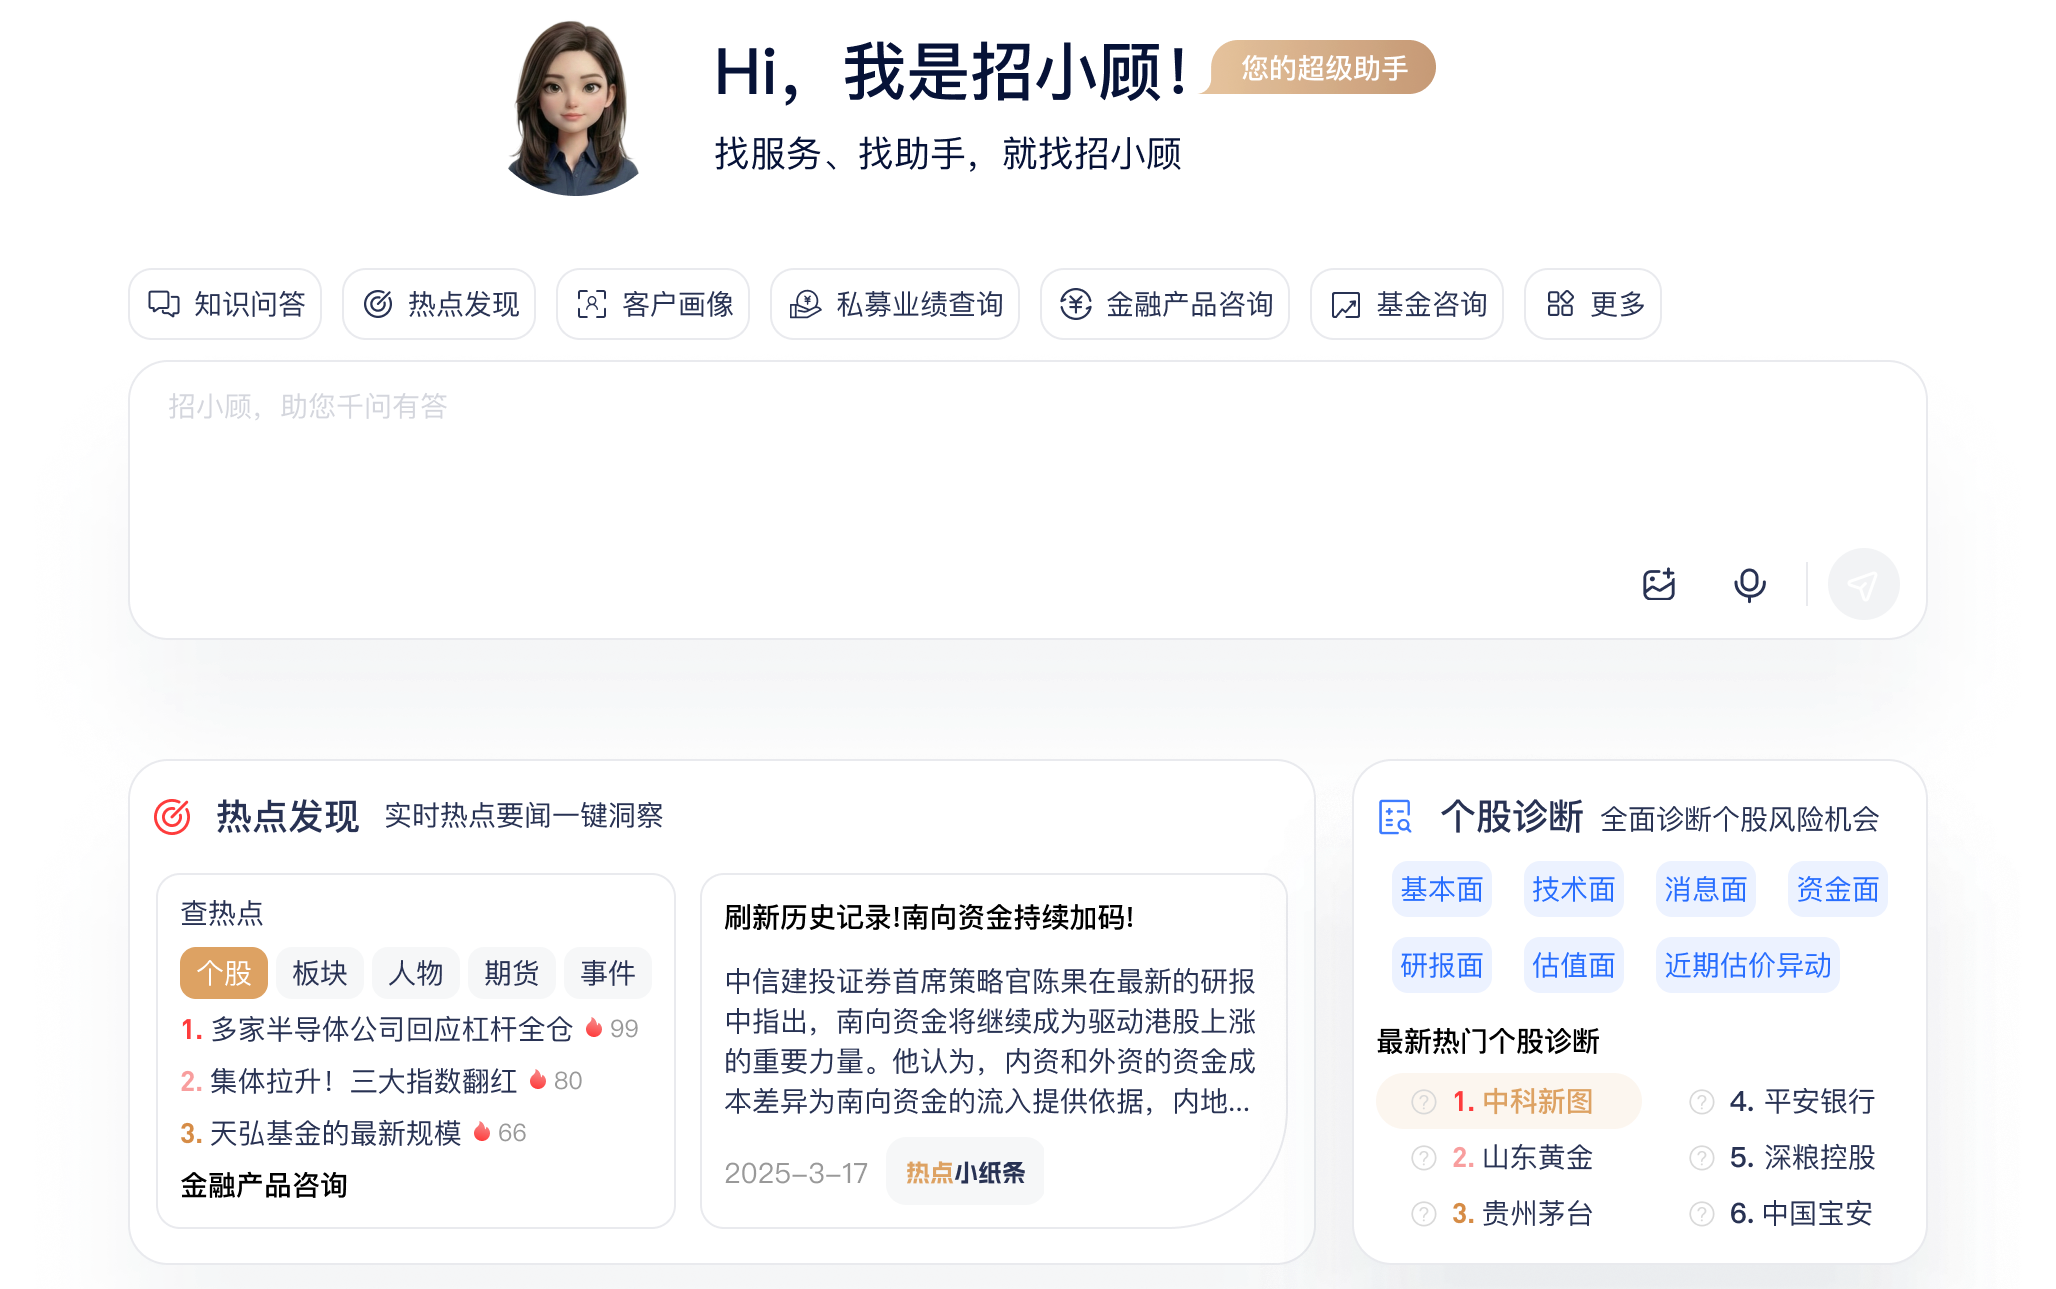 Hi，我是招小顾！
您的超级助手
找服务、找助手，就找招小顾
知识问答
热点发现
客户画像
私募业绩查询
金融产品咨询
基金咨询
更多
招小顾，助您千问有答
热点发现 实时热点要闻一键洞察
查热点
个股 板块 人物 期货 事件
1. 多家半导体公司回应杠杆全仓 99
2. 集体拉升！三大指数翻红 80
3. 天弘基金的最新规模 66
金融产品咨询
刷新历史记录!南向资金持续加码!
中信建投证券首席策略官陈果在最新的研报
中指出，南向资金将继续成为驱动港股上涨
的重要力量。他认为，内资和外资的资金成
本差异为南向资金的流入提供依据，内地...
2025-3-17 热点小纸条
个股诊断 全面诊断个股风险机会
基本面 技术面 消息面 资金面
研报面 估值面 近期估价异动
最新热门个股诊断
1. 中科新图
2. 山东黄金
3. 贵州茅台
4. 平安银行
5. 深粮控股
6. 中国宝安